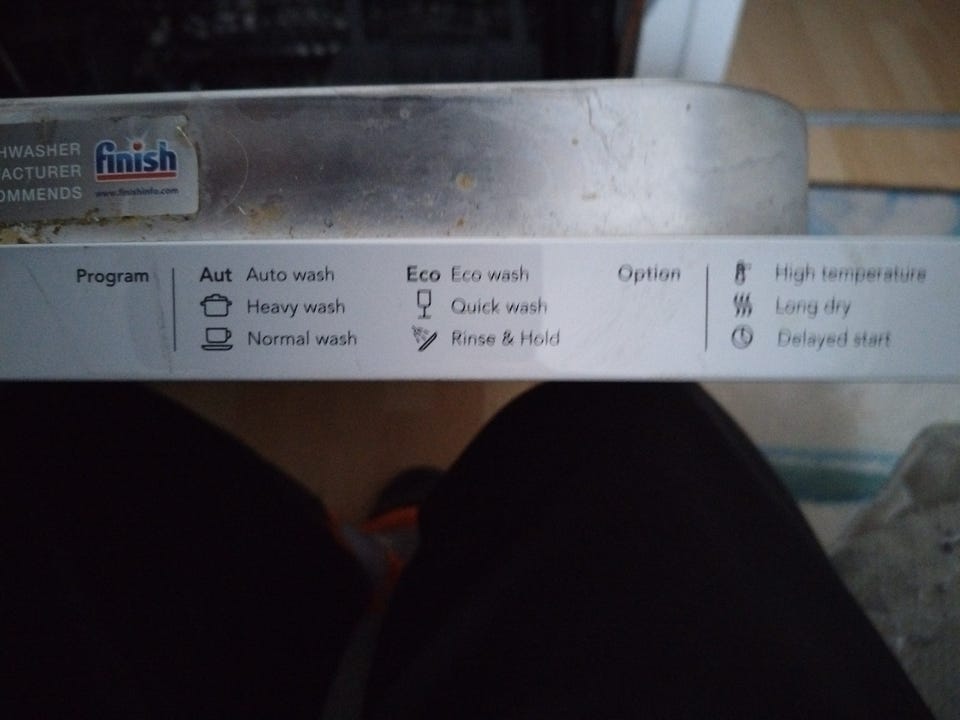 HWASHER
ACTURER
OMMENDS
finish
www.finishinfo.com
Program
Aut Auto wash
Heavy wash
Normal wash
Eco Eco wash
Quick wash
Rinse & Hold
Option
High temperature
Long dry
Delayed start